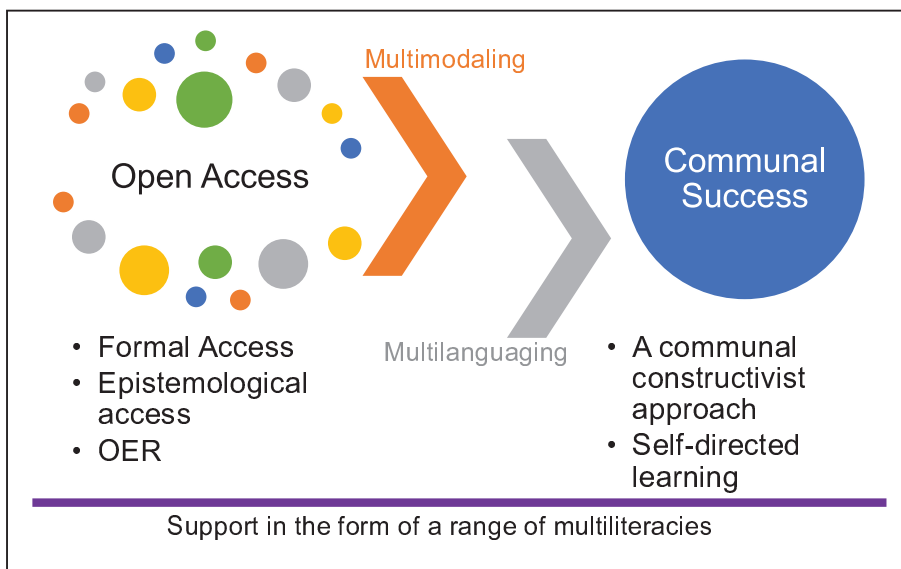 Multimodaling
Open Access
Communal
Success
Multilanguaging
• Formal Access
• Epistemological
access
• OER
• A communal
constructivist
approach
• Self-directed
learning
Support in the form of a range of multiliteracies